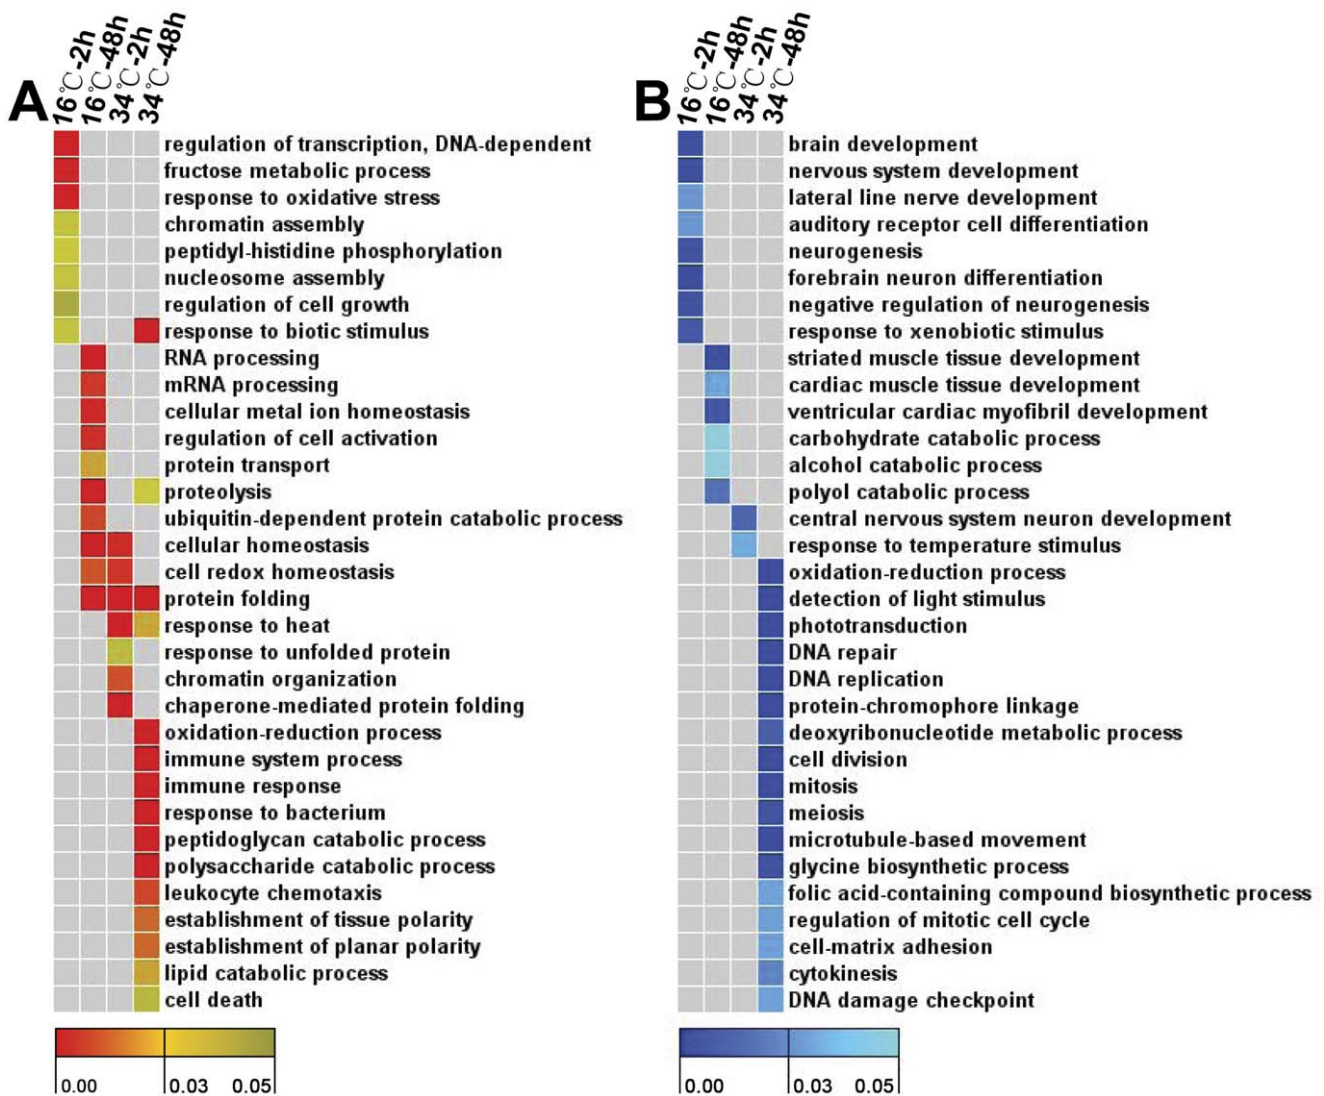 A
16℃-2h
16℃-48h
34℃-2h
34℃-48h
regulation of transcription, DNA-dependent
fructose metabolic process
response to oxidative stress
chromatin assembly
peptidyl-histidine phosphorylation
nucleosome assembly
regulation of cell growth
response to biotic stimulus
RNA processing
mRNA processing
cellular metal ion homeostasis
regulation of cell activation
protein transport
proteolysis
ubiquitin-dependent protein catabolic process
cellular homeostasis
cell redox homeostasis
protein folding
response to heat
response to unfolded protein
chromatin organization
chaperone-mediated protein folding
oxidation-reduction process
immune system process
immune response
response to bacterium
peptidoglycan catabolic process
polysaccharide catabolic process
leukocyte chemotaxis
establishment of tissue polarity
establishment of planar polarity
lipid catabolic process
cell death
0.00 0.03 0.05
B
16℃-2h
16℃-48h
34℃-2h
34℃-48h
brain development
nervous system development
lateral line nerve development
auditory receptor cell differentiation
neurogenesis
forebrain neuron differentiation
negative regulation of neurogenesis
response to xenobiotic stimulus
striated muscle tissue development
cardiac muscle tissue development
ventricular cardiac myofibril development
carbohydrate catabolic process
alcohol catabolic process
polyol catabolic process
central nervous system neuron development
response to temperature stimulus
oxidation-reduction process
detection of light stimulus
phototransduction
DNA repair
DNA replication
protein-chromophore linkage
deoxyribonucleotide metabolic process
cell division
mitosis
meiosis
microtubule-based movement
glycine biosynthetic process
folic acid-containing compound biosynthetic process
regulation of mitotic cell cycle
cell-matrix adhesion
cytokinesis
DNA damage checkpoint
0.00 0.03 0.05